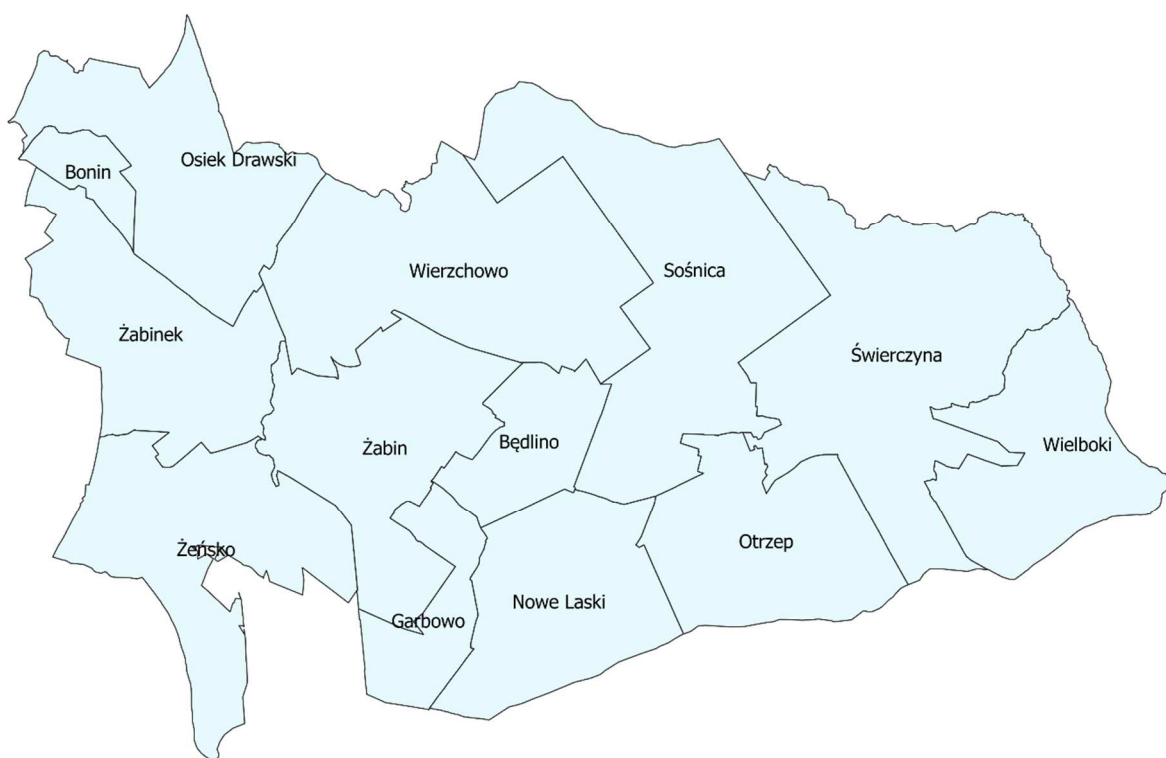 Osiek Drawski
Bonin
Wierzchowo
Sośnica
Żabinek
Świerczyna
Żabin
Będlino
Wielboki
Żeńsko
Otrzep
Nowe Laski
Garbowo